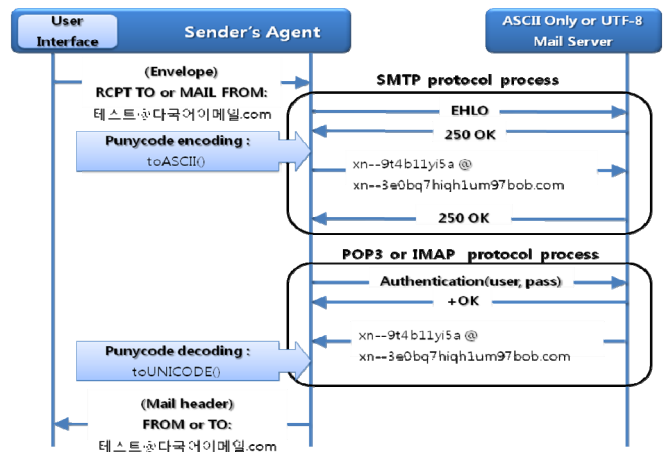 User
Interface
Sender's Agent
ASCII Only or UTF-8
Mail Server
(Envelope)
RCPT TO or MAIL FROM:
테스트@다국어이메일.com
SMTP protocol process
EHLO
250 OK
Punycode encoding :
toASCII()
xn--9t4b11yi5a @
xn--3e0bq7hiqh1um97bob.com
250 OK
POP3 or IMAP protocol process
Authentication(user, pass)
+OK
xn--9t4b11yi5a @
xn--3e0bq7hiqh1um97bob.com
Punycode decoding :
toUNICODE()
(Mail header)
FROM or TO:
테스트@다국어이메일.com